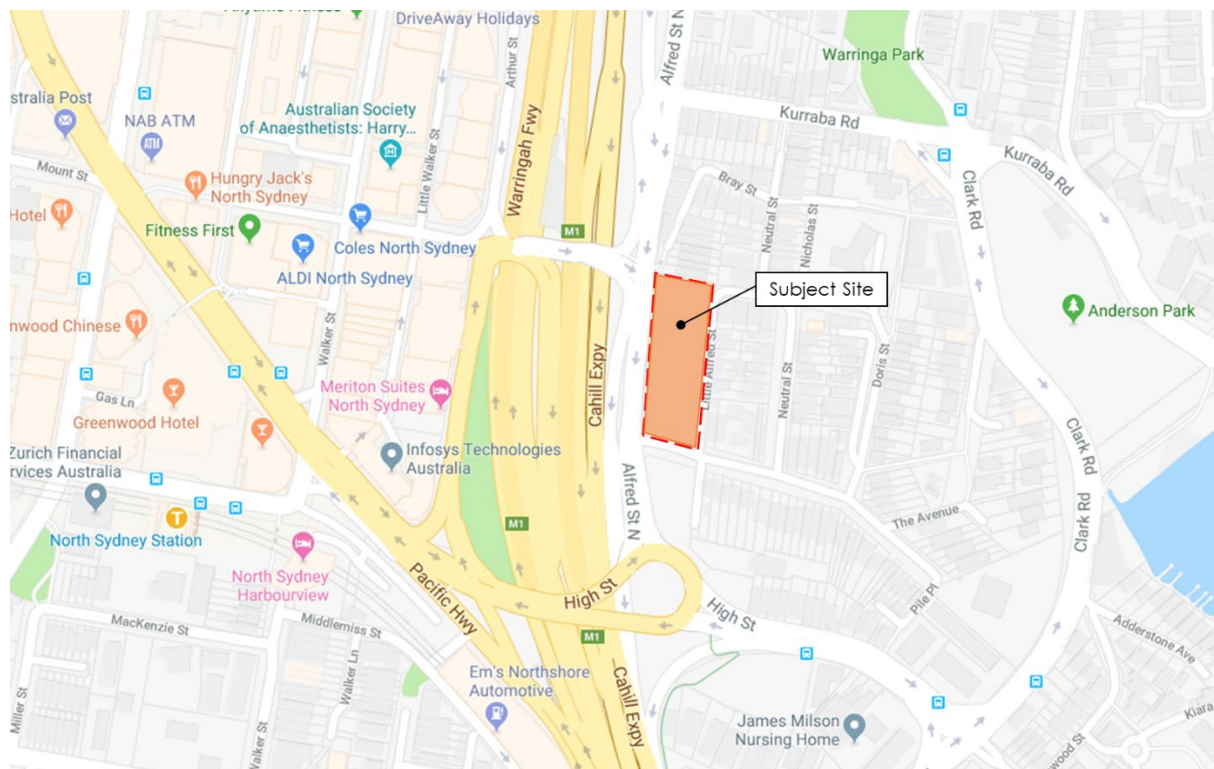 DriveAway Holidays
Alfred St N
Warringa Park
Arthur St
stralia Post
NAB ATM
ATM
Australian Society
of Anaesthetists: Harry...
Warringah Fwy
Kurraba Rd
Kurraba Rd
Mount St
Hungry Jack's
North Sydney
Little Walker St
Bray St
Clark Rd
Hotel
Fitness First
Coles North Sydney
M1
Neutral St
Nicholas St
ALDI North Sydney
Subject Site
Anderson Park
nwood Chinese
Walker St
Cahill Expy
Little Alfred St
Doris St
Meriton Suites
North Sydney
Neutral St
Gas Ln
Greenwood Hotel
Infosys Technologies
Australia
Clark Rd
Zurich Financial
rvices Australia
Alfred St N
M1
The Avenue
Clark Rd
T
North Sydney Station
North Sydney
Harbourview
Pacific Hwy
High St
High St
Pile Pl
MacKenzie St
Middlemiss St
M1
Adderstone Ave
Em's Northshore
Automotive
Cahill Expy
Walker Ln
Miller St
Walker St
James Milson
Nursing Home
Kiara
wood St